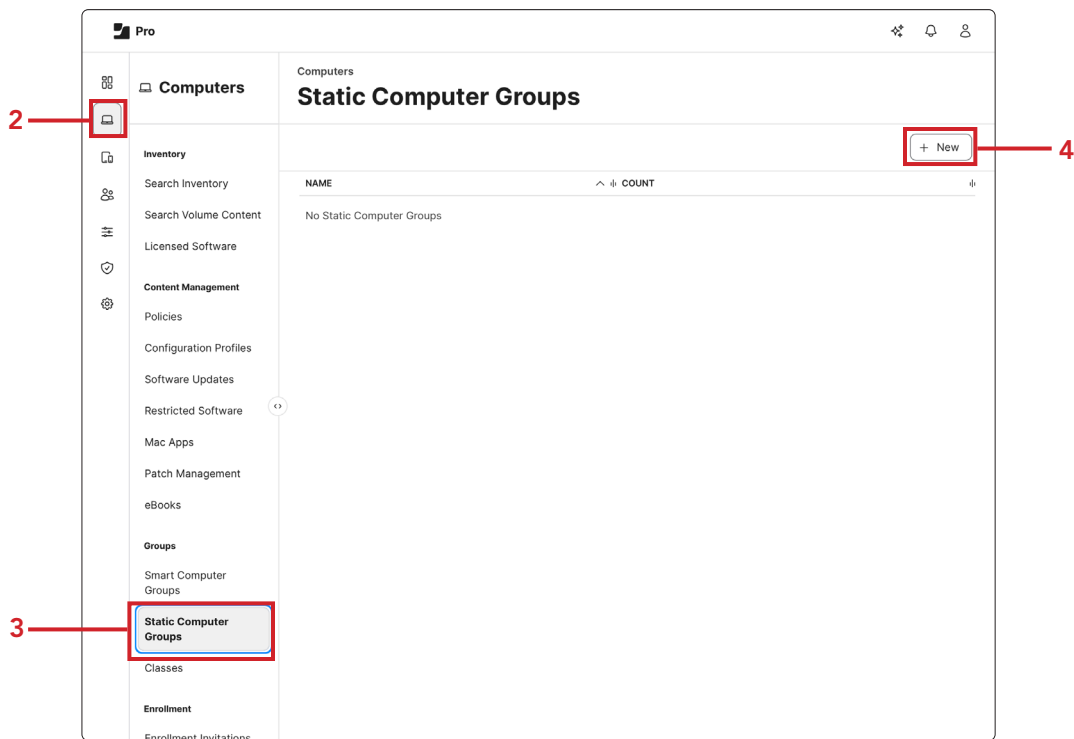 Pro
Computers
Computers
Static Computer Groups
2
Inventory
+ New
4
Search Inventory
NAME
COUNT
Search Volume Content
No Static Computer Groups
Licensed Software
Content Management
Policies
Configuration Profiles
Software Updates
Restricted Software
Mac Apps
Patch Management
eBooks
Groups
Smart Computer
Groups
3
Static Computer
Groups
Classes
Enrollment
Enrollment Invitations